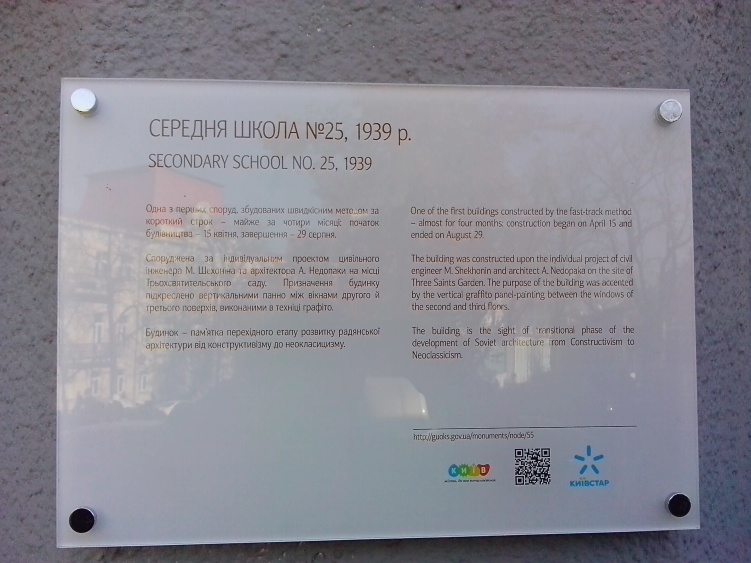 СЕРЕДНЯ ШКОЛА №25, 1939 р.
SECONDARY SCHOOL NO. 25, 1939
Одна з перших споруд, збудованих швидкісним методом за
короткий строк – майже за чотири місяці: початок
будівництва – 15 квітня, завершення – 29 серпня.
Споруджена за індивідуальним проектом цивільного
інженера М. Шехоніна та архітектора А. Недопаки на місці
Трьохсвятительського саду. Призначення будинку
підкреслено вертикальними панно між вікнами другого й
третього поверхів, виконаними в техніці графіто.
Будинок – пам'ятка перехідного етапу розвитку радянської
архітектури від конструктивізму до неокласицизму.
One of the first buildings constructed by the fast-track method
– almost for four months: construction began on April 15 and
ended on August 29.
The building was constructed upon the individual project of civil
engineer M. Shekhonin and architect A. Nedopaka on the site of
Three Saints Garden. The purpose of the building was accented
by the vertical graffito panel-painting between the windows of
the second and third floors.
The building is the sight of transitional phase of the
development of Soviet architecture from Constructivism to
Neoclassicism.
http://guoks.gov.ua/monuments/node/55
КИЇВ
КИЇВСТАР